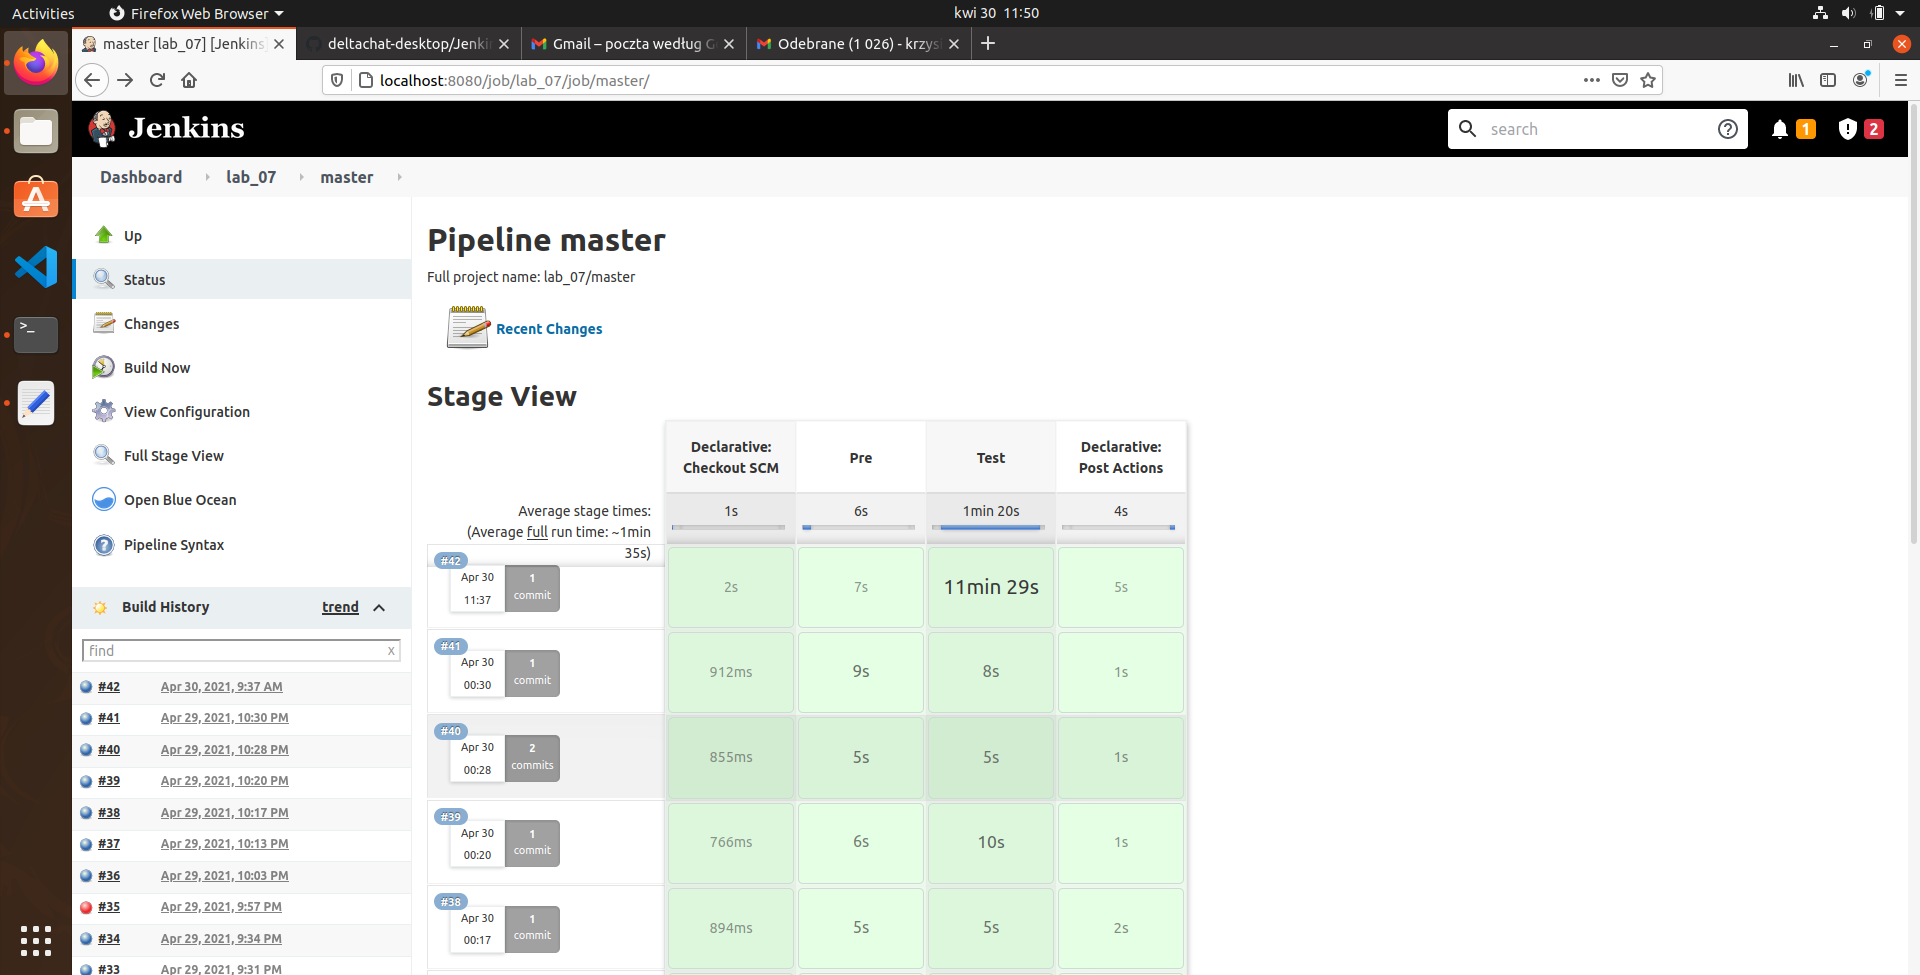 Activities
Firefox Web Browser
kwi 30 11:50
master [lab_07] [Jenkins]
deltachat-desktop/Jenki
Gmail – poczta według G
Odebrane (1 026) - krzys
localhost:8080/job/lab_07/job/master/
Jenkins
search
1
2
Dashboard
lab_07
master
Up
Status
Changes
Build Now
View Configuration
Full Stage View
Open Blue Ocean
Pipeline Syntax
Build History
trend
find
x
#42 Apr 30, 2021, 9:37 AM
#41 Apr 29, 2021, 10:30 PM
#40 Apr 29, 2021, 10:28 PM
#39 Apr 29, 2021, 10:20 PM
#38 Apr 29, 2021, 10:17 PM
#37 Apr 29, 2021, 10:13 PM
#36 Apr 29, 2021, 10:03 PM
#35 Apr 29, 2021, 9:57 PM
#34 Apr 29, 2021, 9:34 PM
#33 Apr 29, 2021, 9:31 PM
Pipeline master
Full project name: lab_07/master
Recent Changes
Stage View
Declarative:
Checkout SCM
Pre
Test
Declarative:
Post Actions
Average stage times:
(Average full run time: ~1min
35s)
1s
6s
1min 20s
4s
#42
Apr 30
11:37
1
commit
2s
7s
11min 29s
5s
#41
Apr 30
00:30
1
commit
912ms
9s
8s
1s
#40
Apr 30
00:28
2
commits
855ms
5s
5s
1s
#39
Apr 30
00:20
1
commit
766ms
6s
10s
1s
#38
Apr 30
00:17
1
commit
894ms
5s
5s
2s